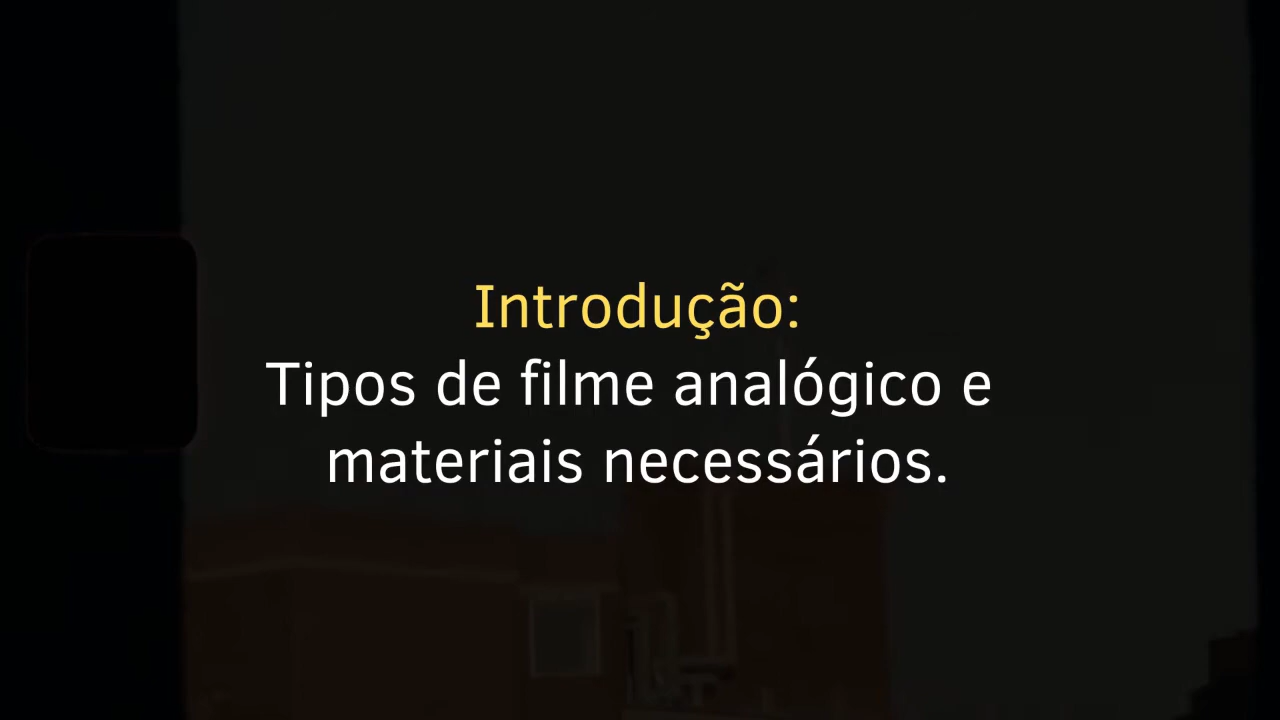 Introdução:
Tipos de filme analógico e
materiais necessários.